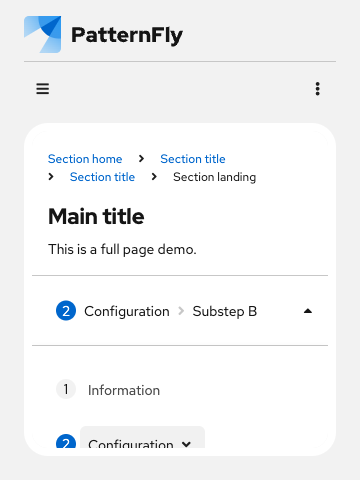 PatternFly
Section home Section title
Section title Section landing
Main title
This is a full page demo.
2 Configuration Substep B
1 Information
2 Configuration